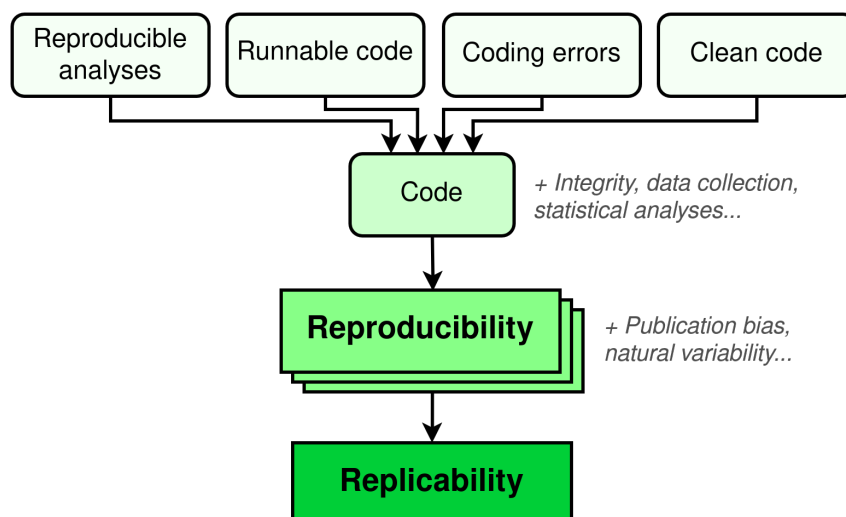 Reproducible
analyses
Runnable code
Coding errors
Clean code
Code
+ Integrity, data collection,
statistical analyses...
Reproducibility
+ Publication bias,
natural variability...
Replicability